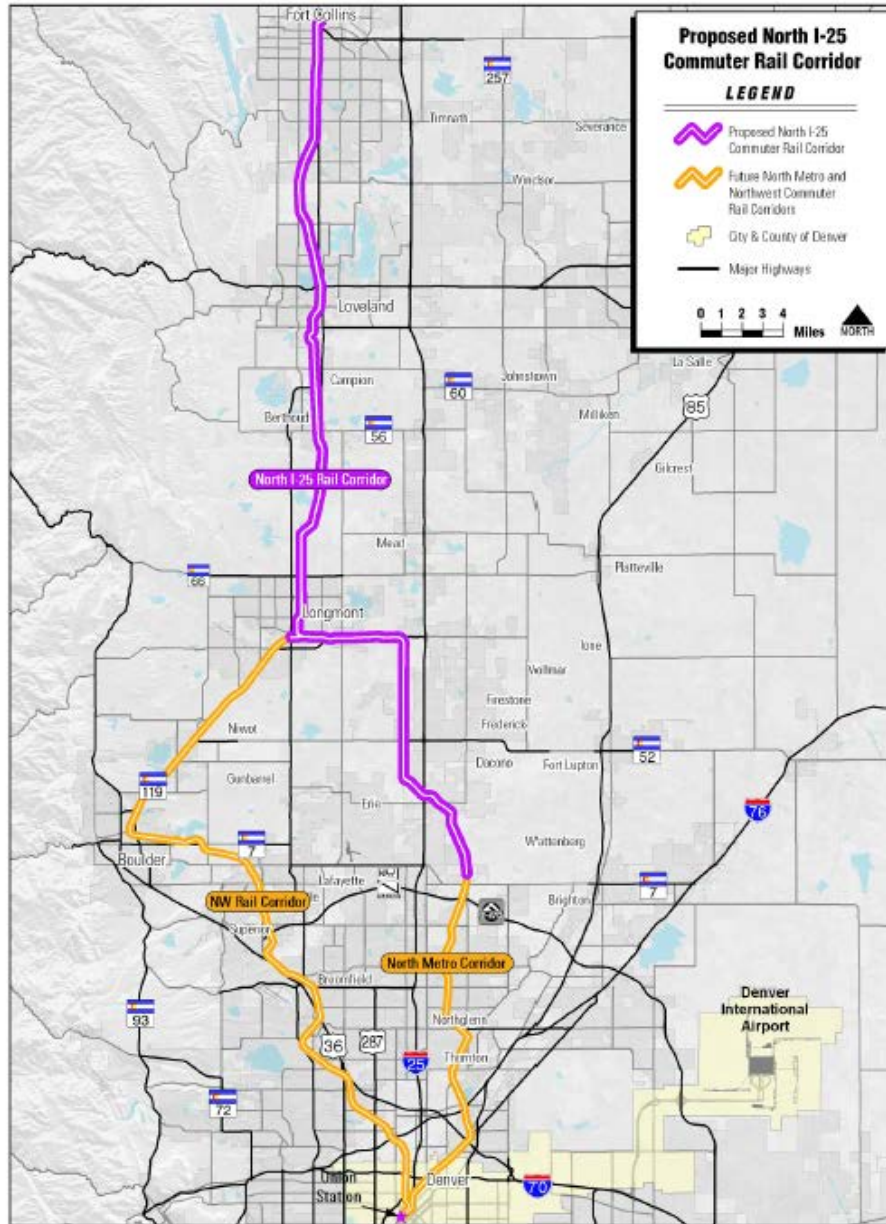 Fort Collins
Proposed North I-25
Commuter Rail Corridor
LEGEND
Proposed North I-25
Commuter Rail Corridor
Future North Metro and
Northwest Commuter
Rail Corridors
City & County of Denver
Major Highways
0 1 2 3 4
Miles
NORTH
257
Timnath
Severance
Windsor
Loveland
La Salle
Campion
60
Johnstown
85
Berthoud
Milliken
56
Gilcrest
North I-25 Rail Corridor
Mead
66
Platteville
Longmont
Ione
Vollmar
Firestone
Frederick
Niwot
52
Dacono
Fort Lupton
Gunbarrel
119
Erie
76
7
Wattenberg
Boulder
Lafayette
7
NW Rail Corridor
Brighton
Superior
North Metro Corridor
Broomfield
Denver
International
Airport
93
Northglenn
36
287
Thornton
25
72
Union
Station
Denver
70